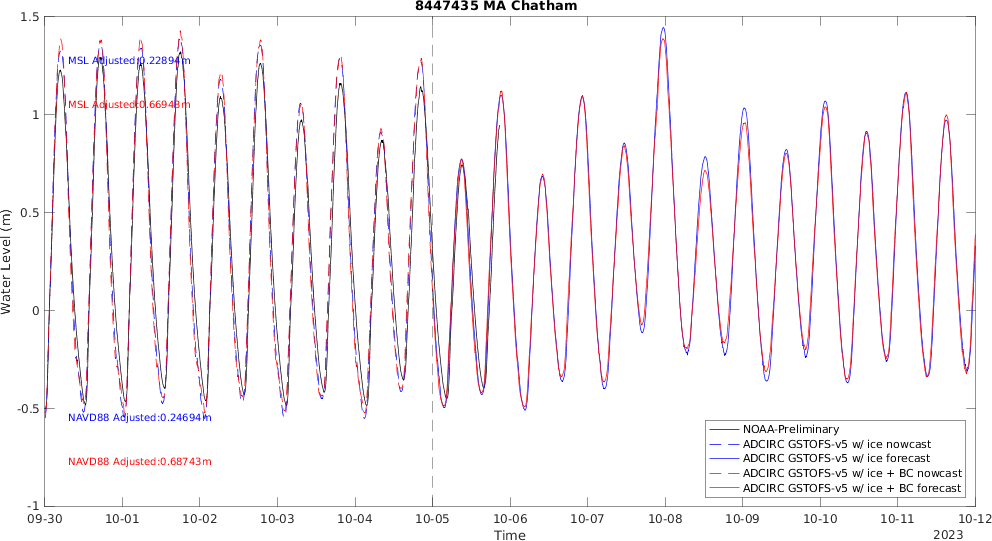 8447435 MA Chatham
1.5
MSL Adjusted:0.22894m
MSL Adjusted:0.66943m
1
0.5
0
-0.5
NAVD88 Adjusted:0.24694m
NAVD88 Adjusted:0.68743m
-1
Water Level (m)
NOAA-Preliminary
ADCIRC GSTOFS-v5 w/ ice nowcast
ADCIRC GSTOFS-v5 w/ ice forecast
ADCIRC GSTOFS-v5 w/ ice + BC nowcast
ADCIRC GSTOFS-v5 w/ ice + BC forecast
09-30 10-01 10-02 10-03 10-04 10-05 10-06 10-07 10-08 10-09 10-10 10-11 10-12
Time
2023